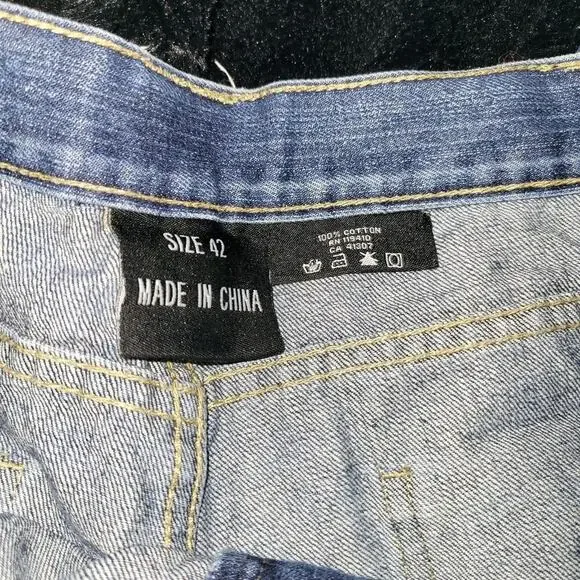 SIZE 42
MADE IN CHINA
100% COTTON
RN 119410
CA 41307